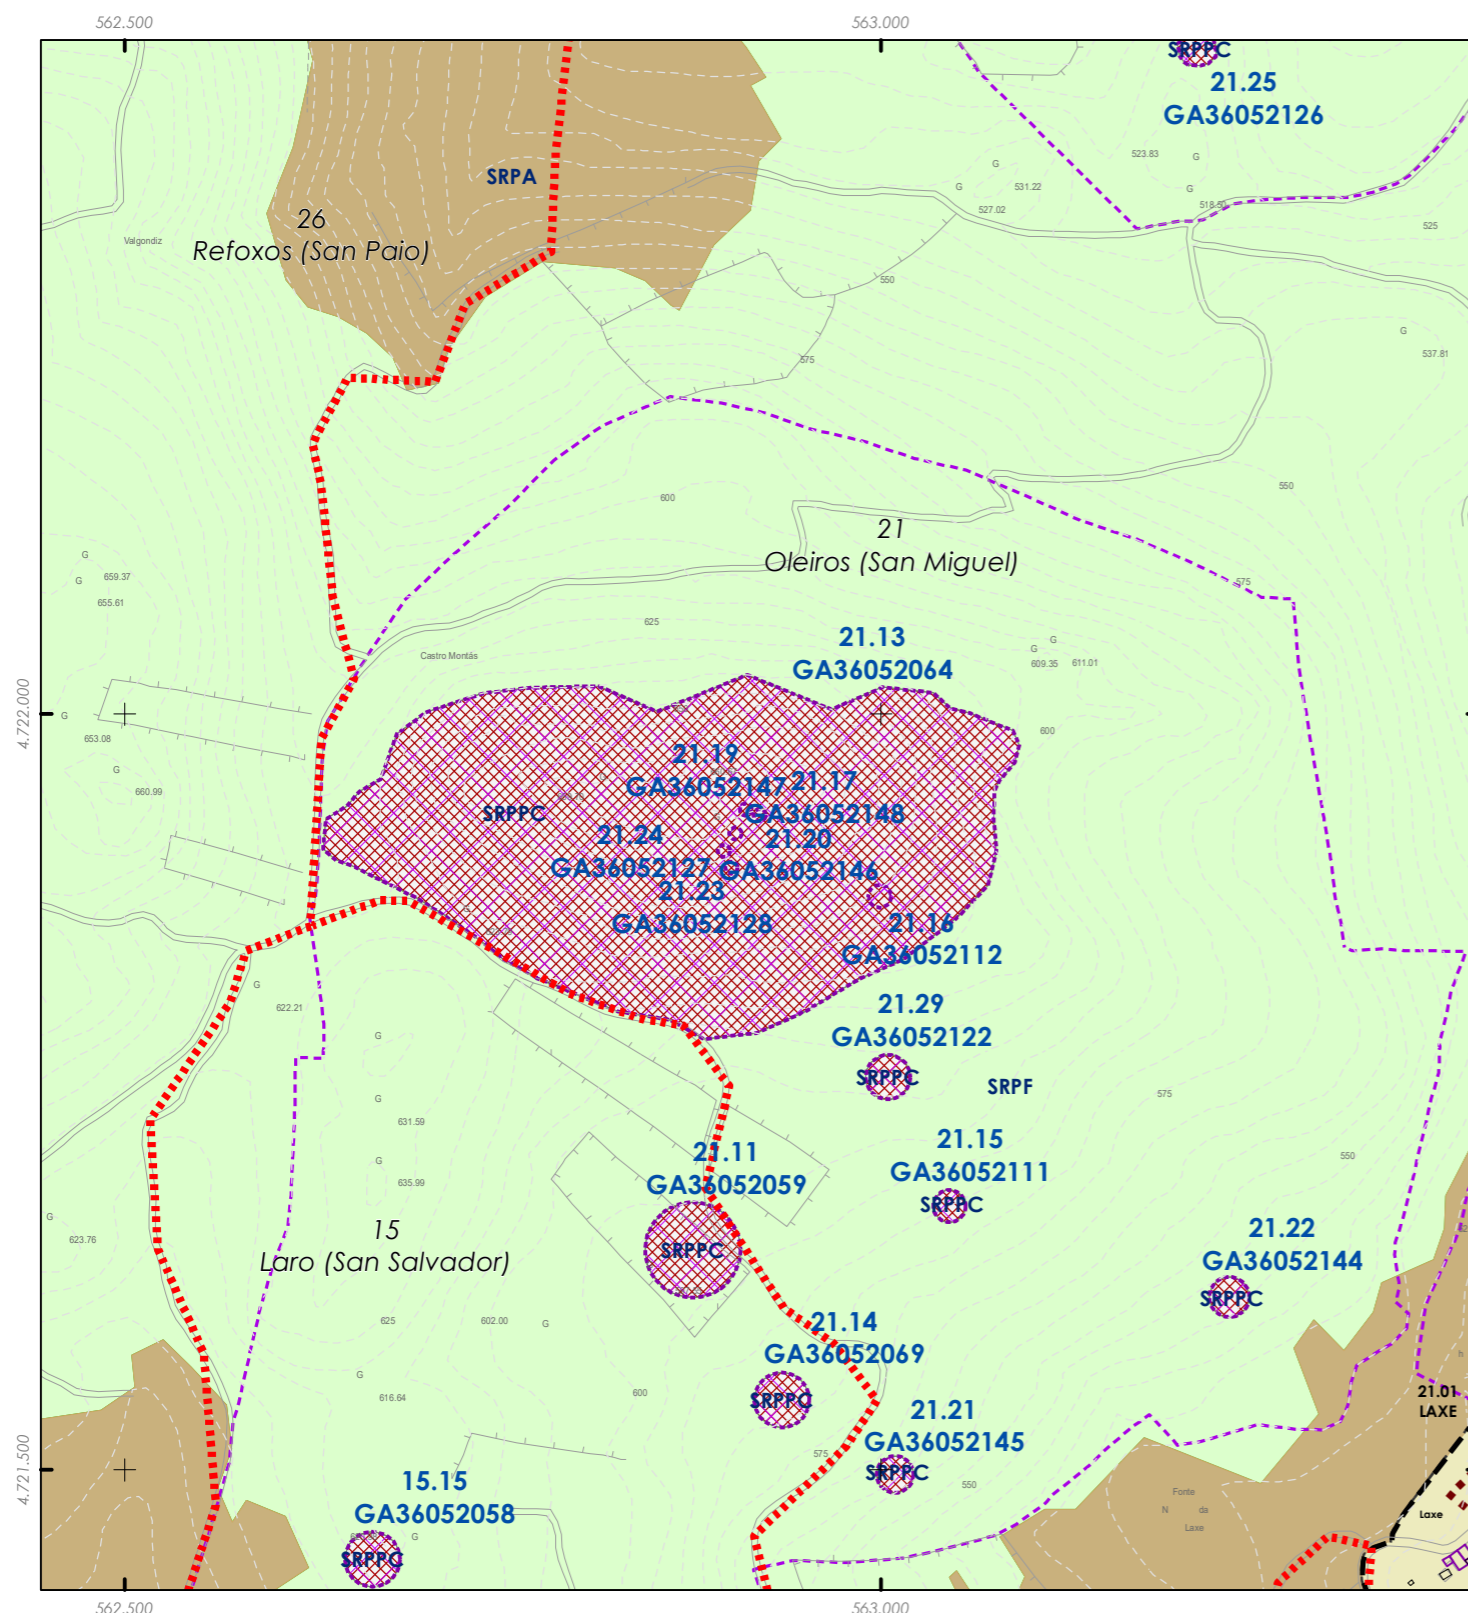 562.500
563.000
SRPPC
21.25
GA36052126
523.83
G
G
531.22
G
G
527.02
518.50
525
SRPA
26
Refoxos (San Paio)
Valgondiz
550
575
G
537.81
600
550
21
Oleiros (San Miguel)
G
G
659.37
655.61
575
625
Castro Montás
21.13
GA36052064
G
G
609.35
611.01
4.722.000
G
653.08
G
660.99
600
21.19
GA36052147
21.17
GA36052148
SRPPC
21.24
GA36052127
21.20
GA36052146
21.23
GA36052128
21.16
GA36052112
G
622.21
G
21.29
GA36052122
SRPPC
SRPF
575
G
631.59
21.11
GA36052059
21.15
GA36052111
SRPPC
550
G
635.99
G
623.76
15
Laro (San Salvador)
SRPPC
21.22
GA36052144
SRPPC
625
602.00
G
21.14
GA36052069
SRPPC
G
616.64
600
21.01
LAXE
21.21
GA36052145
SRPPC
575
550
4.721.500
15.15
GA36052058
SRPPC
G
Fonte
N
da
Laxe
Laxe
562.500
563.000